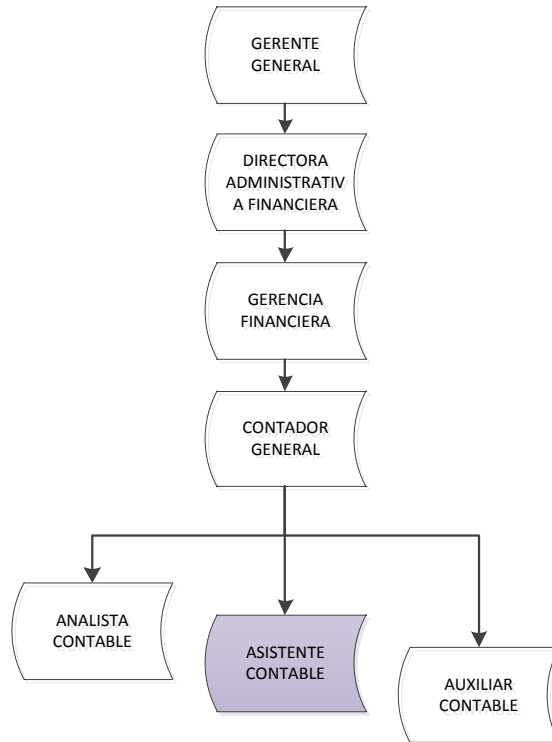 GERENTE
GENERAL
DIRECTORA
ADMINISTRATIV
A FINANCIERA
GERENCIA
FINANCIERA
CONTADOR
GENERAL
ANALISTA
CONTABLE
ASISTENTE
CONTABLE
AUXILIAR
CONTABLE